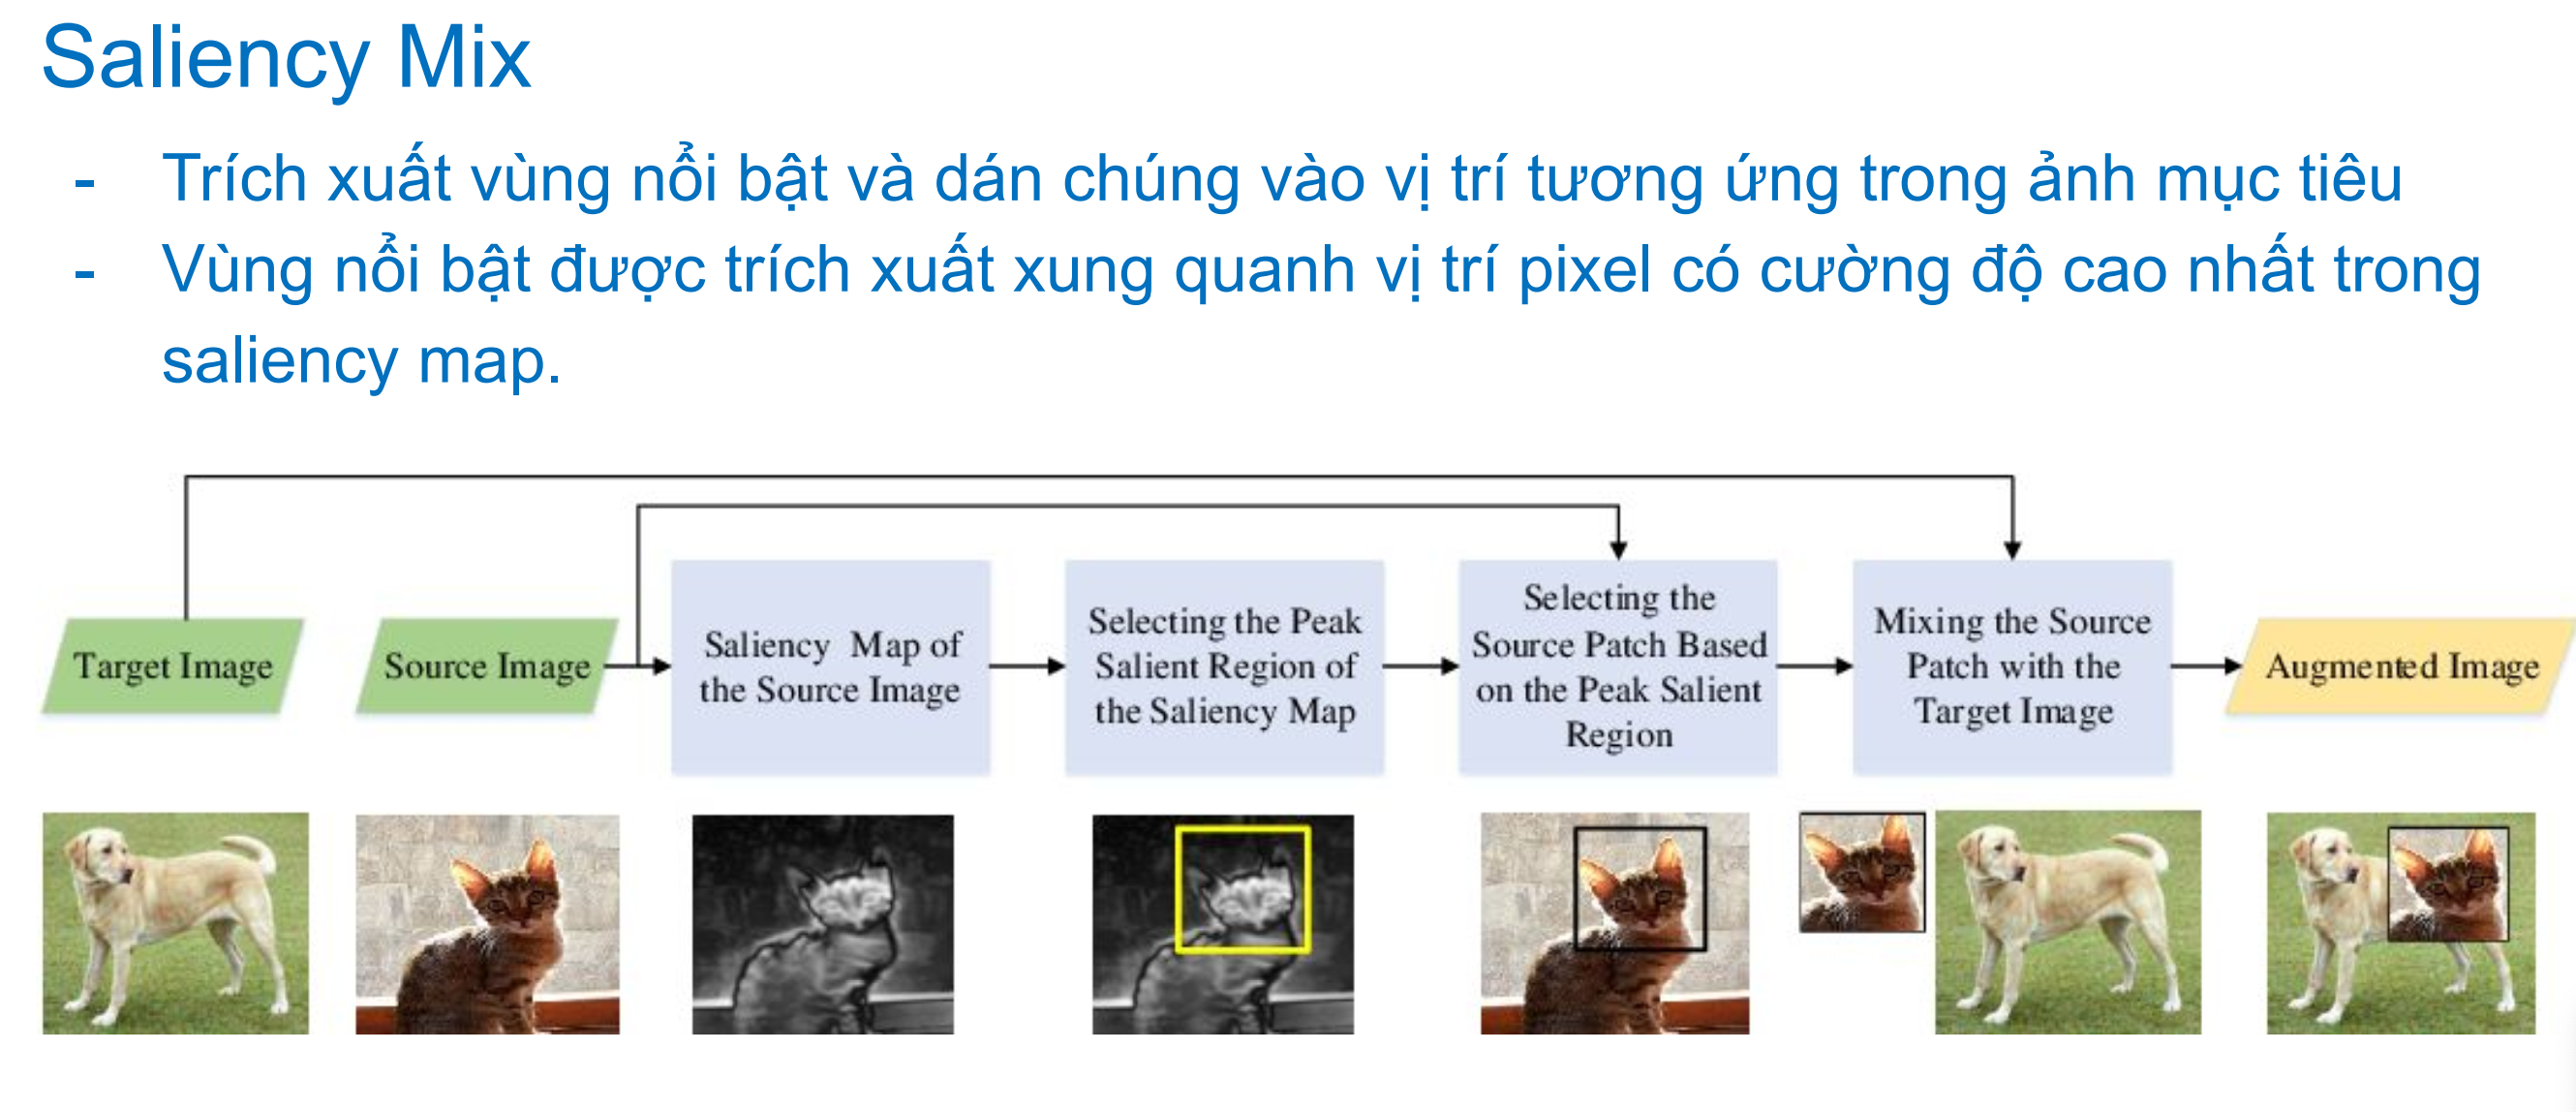 Saliency Mix
- Trích xuất vùng nổi bật và dán chúng vào vị trí tương ứng trong ảnh mục tiêu
- Vùng nổi bật được trích xuất xung quanh vị trí pixel có cường độ cao nhất trong
saliency map.
Target Image
Source Image
Saliency Map of
the Source Image
Selecting the Peak
Salient Region of
the Saliency Map
Selecting the
Source Patch Based
on the Peak Salient
Region
Mixing the Source
Patch with the
Target Image
Augmented Image